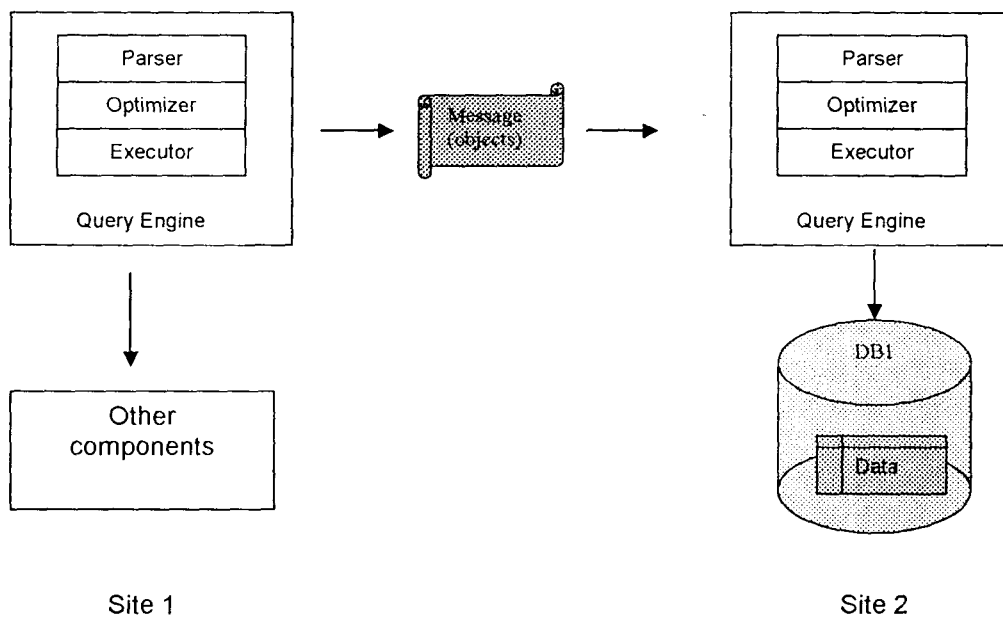 Parser
Optimizer
Executor
Query Engine
Message
(objects)
Parser
Optimizer
Executor
Query Engine
Other
components
DB1
Data
Site 1
Site 2